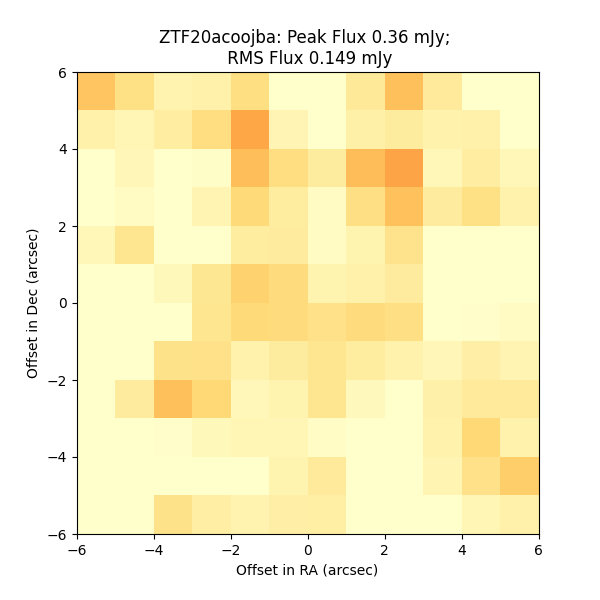 ZTF20acoojba: Peak Flux 0.36 mJy;
RMS Flux 0.149 mJy
6
4
2
0
−2
−4
−6
Offset in Dec (arcsec)
−6 −4 −2 0 2 4 6
Offset in RA (arcsec)